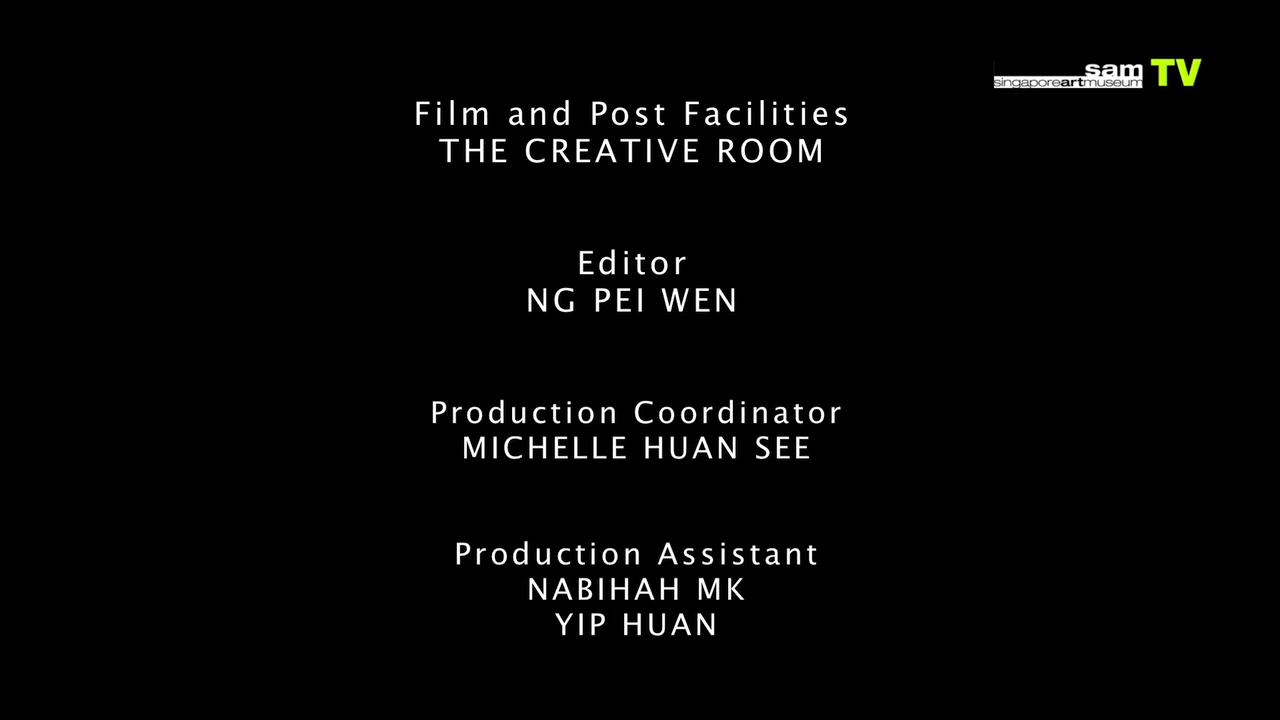 sam TV
singaporeartmuseum
Film and Post Facilities
THE CREATIVE ROOM
Editor
NG PEI WEN
Production Coordinator
MICHELLE HUAN SEE
Production Assistant
NABIHAH MK
YIP HUAN